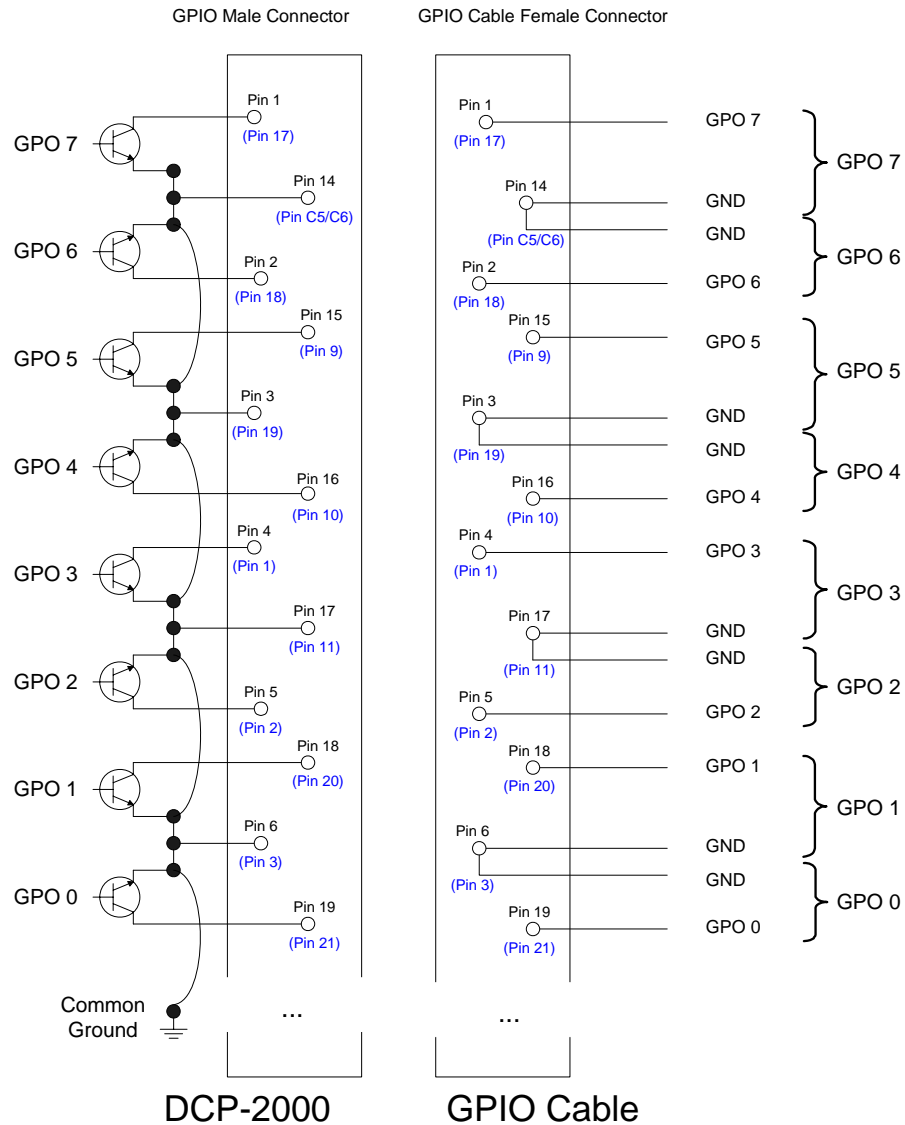 GPIO Male Connector
GPIO Cable Female Connector
GPO 7
Pin 1
(Pin 17)
Pin 14
(Pin C5/C6)
GPO 6
Pin 2
(Pin 18)
Pin 15
(Pin 9)
GPO 5
Pin 3
(Pin 19)
GPO 4
Pin 16
(Pin 10)
Pin 4
(Pin 1)
GPO 3
Pin 17
(Pin 11)
GPO 2
Pin 5
(Pin 2)
Pin 18
(Pin 20)
GPO 1
Pin 6
(Pin 3)
GPO 0
Pin 19
(Pin 21)
Common
Ground
...
DCP-2000
Pin 1
(Pin 17)
GPO 7
Pin 14
(Pin C5/C6)
GND
GND
Pin 2
(Pin 18)
GPO 6
Pin 15
(Pin 9)
GPO 5
Pin 3
(Pin 19)
GND
GND
Pin 16
(Pin 10)
GPO 4
Pin 4
(Pin 1)
GPO 3
Pin 17
(Pin 11)
GND
GND
Pin 5
(Pin 2)
GPO 2
Pin 18
(Pin 20)
GPO 1
Pin 6
(Pin 3)
GND
GND
Pin 19
(Pin 21)
GPO 0
...
GPIO Cable
GPO 7
GPO 6
GPO 5
GPO 4
GPO 3
GPO 2
GPO 1
GPO 0